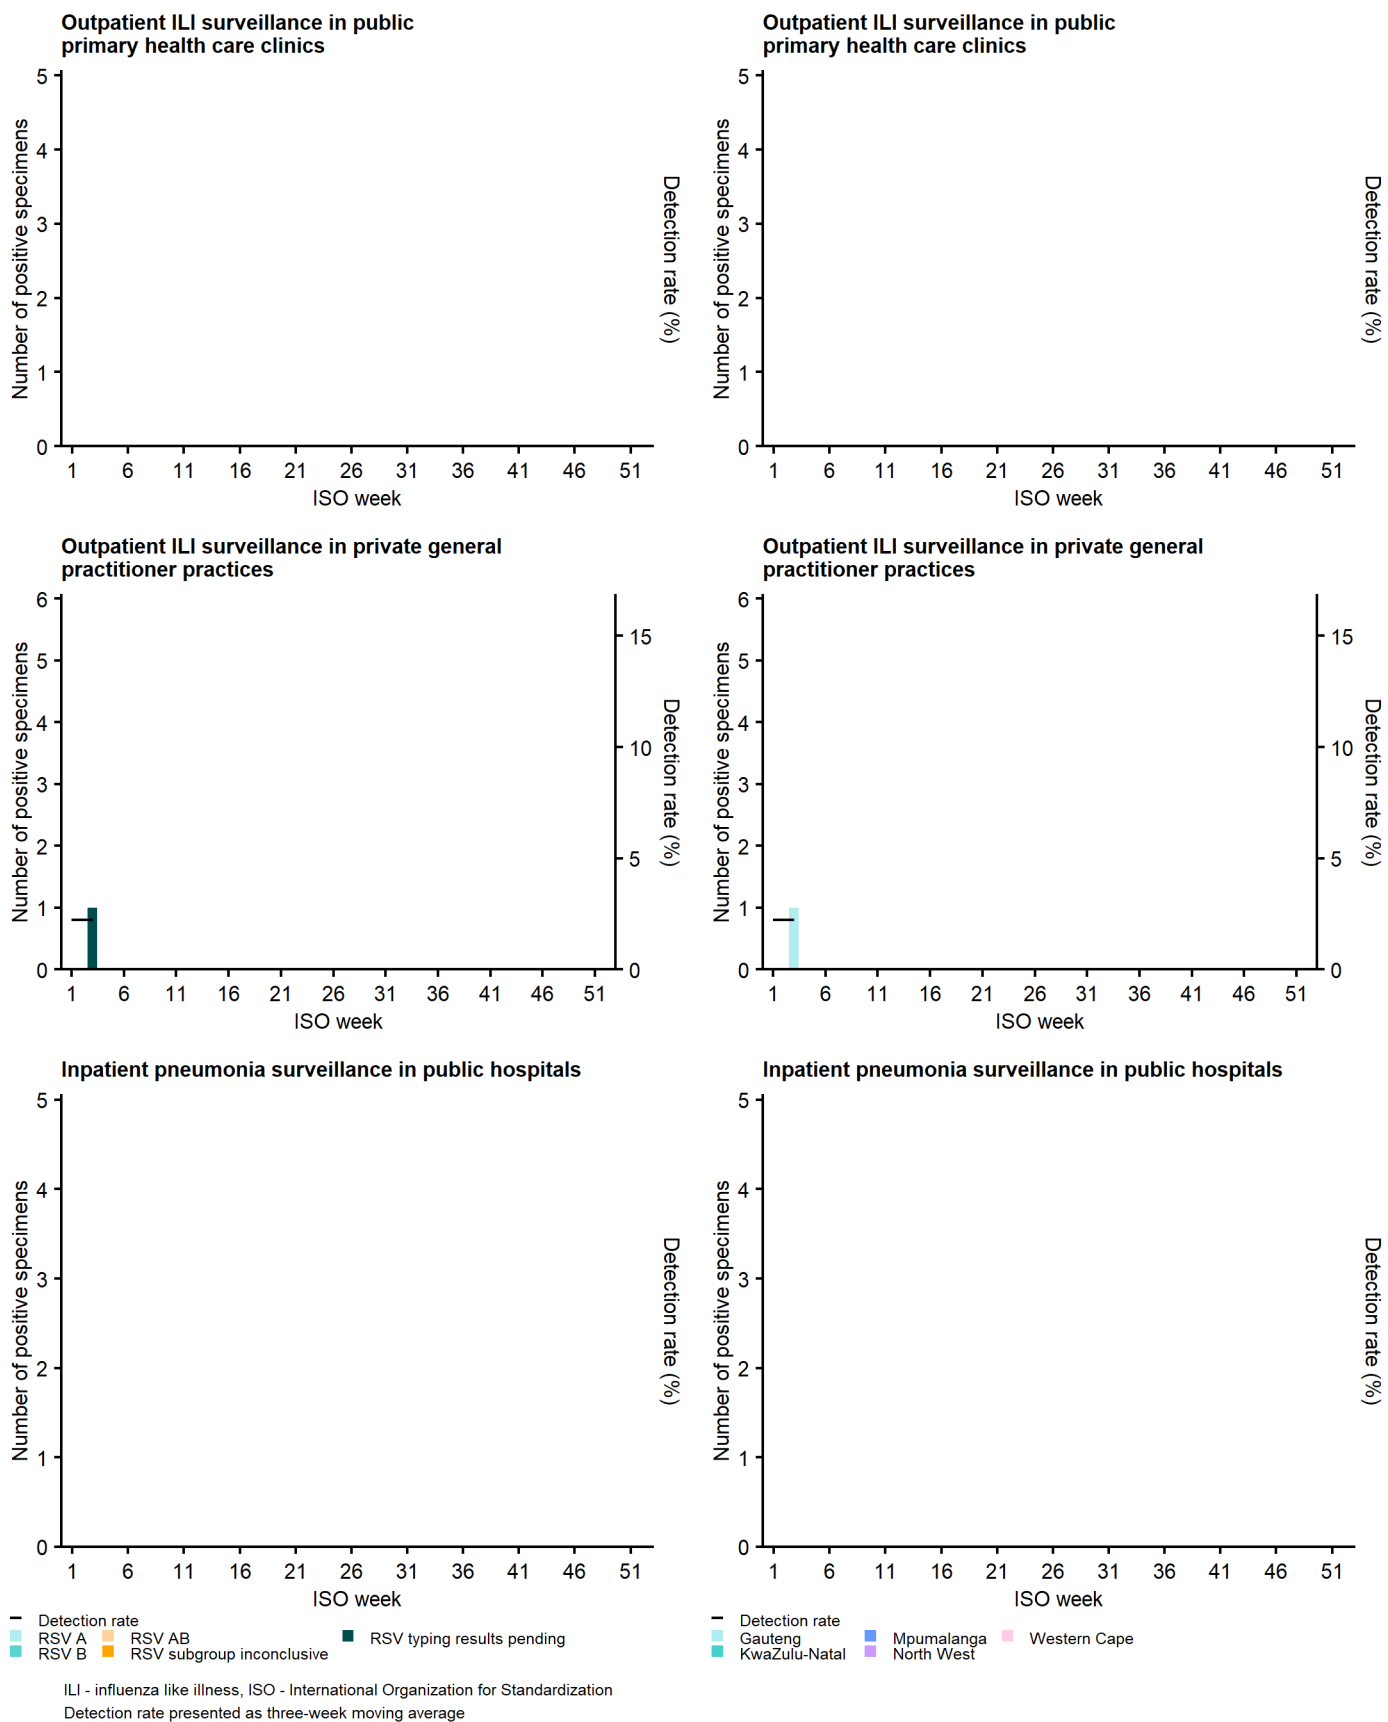 Outpatient ILI surveillance in public
primary health care clinics
Number of positive specimens
5
4
3
2
1
0
Detection rate (%)
1 6 11 16 21 26 31 36 41 46 51
ISO week
Outpatient ILI surveillance in public
primary health care clinics
Number of positive specimens
5
4
3
2
1
0
Detection rate (%)
1 6 11 16 21 26 31 36 41 46 51
ISO week
Outpatient ILI surveillance in private general
practitioner practices
Number of positive specimens
6
5
4
3
2
1
0
15
10
5
0
Detection rate (%)
1 6 11 16 21 26 31 36 41 46 51
ISO week
Outpatient ILI surveillance in private general
practitioner practices
Number of positive specimens
6
5
4
3
2
1
0
15
10
5
0
Detection rate (%)
1 6 11 16 21 26 31 36 41 46 51
ISO week
Inpatient pneumonia surveillance in public hospitals
Number of positive specimens
5
4
3
2
1
0
Detection rate (%)
1 6 11 16 21 26 31 36 41 46 51
ISO week
Inpatient pneumonia surveillance in public hospitals
Number of positive specimens
5
4
3
2
1
0
Detection rate (%)
1 6 11 16 21 26 31 36 41 46 51
ISO week
Detection rate
RSV A RSV AB RSV typing results pending
RSV B RSV subgroup inconclusive
Detection rate
Gauteng Mpumalanga Western Cape
KwaZulu-Natal North West
ILI - influenza like illness, ISO - International Organization for Standardization
Detection rate presented as three-week moving average